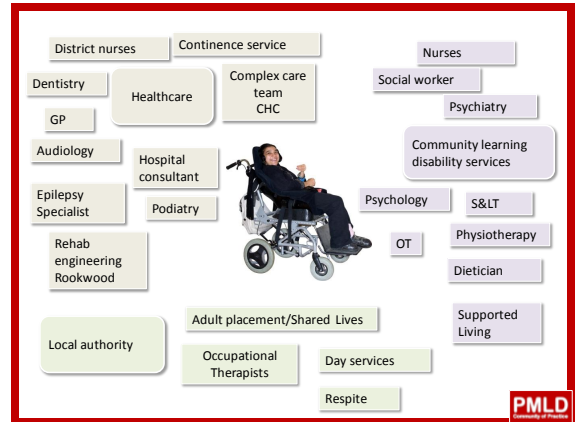 District nurses
Continence service
Dentistry
Healthcare
Complex care
team
CHC
GP
Audiology
Hospital
consultant
Epilepsy
Specialist
Podiatry
Rehab
engineering
Rookwood
Nurses
Social worker
Psychiatry
Community learning
disability services
Psychology
S&LT
OT
Physiotherapy
Dietician
Supported
Living
Local authority
Adult placement/Shared Lives
Occupational
Therapists
Day services
Respite
PMLD
Community of Practice